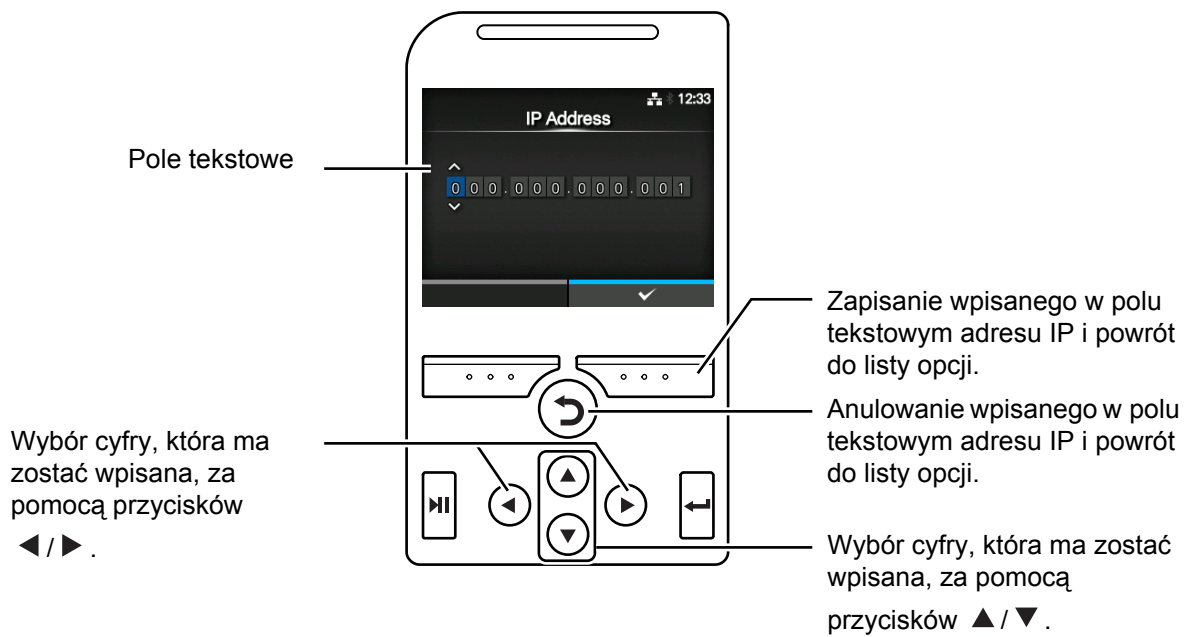 12:33
IP Address
Pole tekstowe
000.000.000.001
Zapisanie wpisanego w polu
tekstowym adresu IP i powrót
do listy opcji.
Anulowanie wpisanego w polu
tekstowym adresu IP i powrót
do listy opcji.
Wybór cyfry, która ma
zostać wpisana, za
pomocą przycisków
◀ / ▶ .
Wybór cyfry, która ma zostać
wpisana, za pomocą
przycisków ▲ / ▼ .